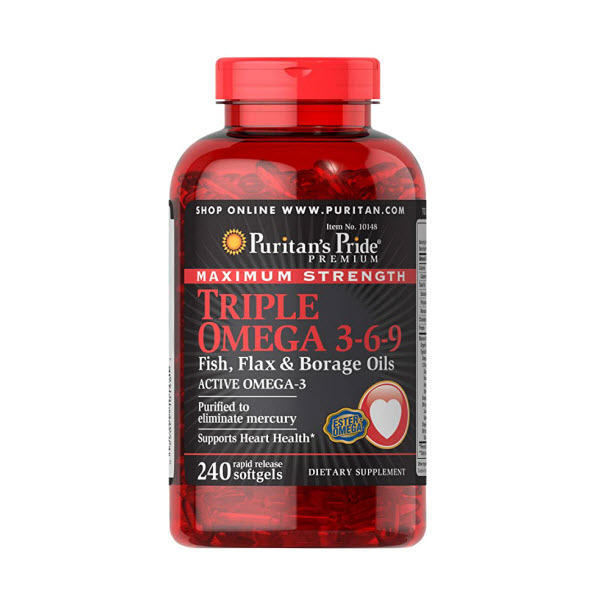 SHOP ONLINE WWW.PURITAN.COM
Item No. 10148
Puritan's Pride®
PREMIUM
MAXIMUM STRENGTH
TRIPLE
OMEGA 3-6-9
Fish, Flax & Borage Oils
ACTIVE OMEGA-3
Purified to
eliminate mercury
Supports Heart Health*
ESTER
OMEGA
240 rapid release
softgels
DIETARY SUPPLEMENT